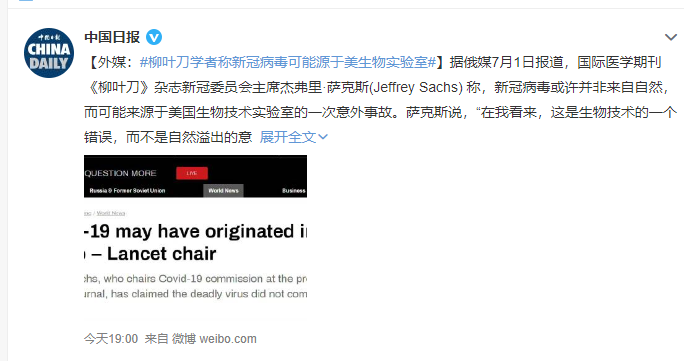 中国日报
CHINA
DAILY
中国日报
【外媒：#柳叶刀学者称新冠病毒可能源于美生物实验室#】据俄媒7月1日报道，国际医学期刊
《柳叶刀》杂志新冠委员会主席杰弗里·萨克斯(Jeffrey Sachs) 称，新冠病毒或许并非来自自然，
而可能来源于美国生物技术实验室的一次意外事故。萨克斯说，“在我看来，这是生物技术的一个
错误，而不是自然溢出的意 展开全文
QUESTION MORE LIVE
Russia & Former Soviet Union World News Business
/ World News
-19 may have originated i
– Lancet chair
chs, who chairs Covid-19 commission at the pre
urnal, has claimed the deadly virus did not com
今天19:00 来自 微博 weibo.com